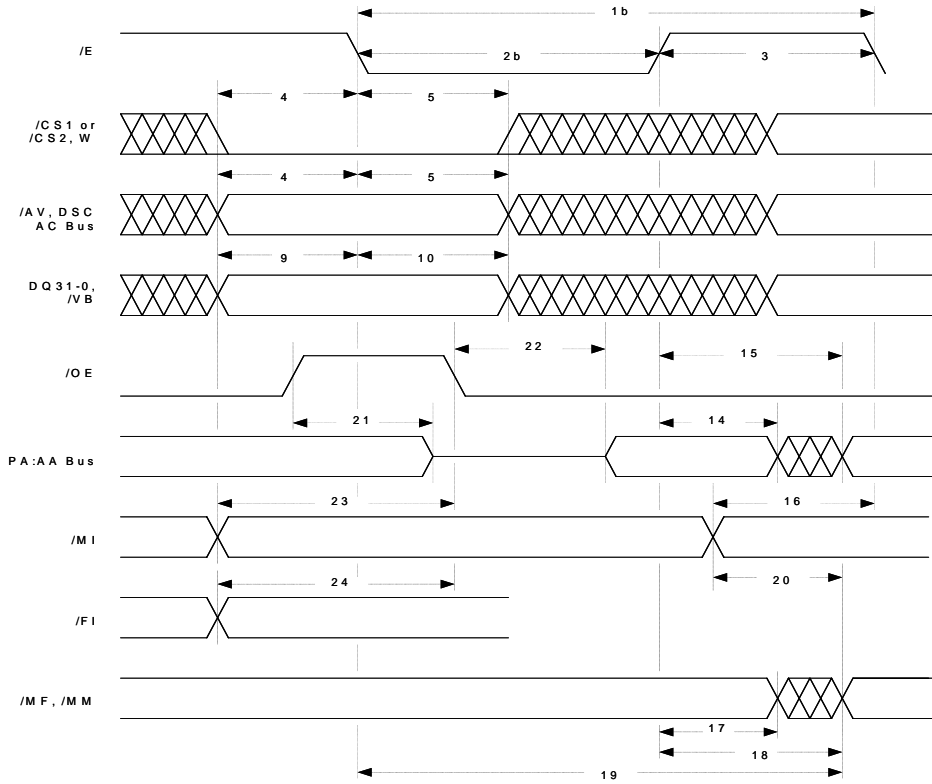 1b
/E
2b
3
4
5
/CS1 or
/CS2, W
4
5
/AV, DSC
AC Bus
9
10
DQ31-0,
/VB
22
15
/OE
21
14
PA:AA Bus
23
16
/MI
24
20
/FI
/MF, /MM
17
18
19